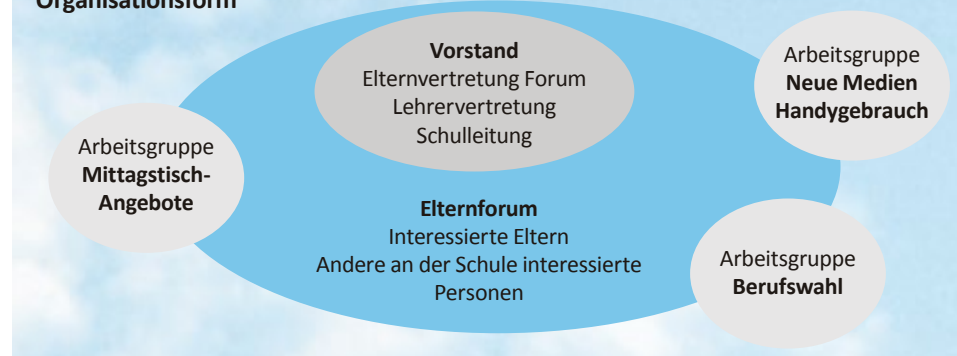 Organisationsform
Vorstand
Elternvertretung Forum
Lehrervertretung
Schulleitung
Arbeitsgruppe
Neue Medien
Handygebrauch
Arbeitsgruppe
Mittagstisch-
Angebote
Elternforum
Interessierte Eltern
Andere an der Schule interessierte
Personen
Arbeitsgruppe
Berufswahl